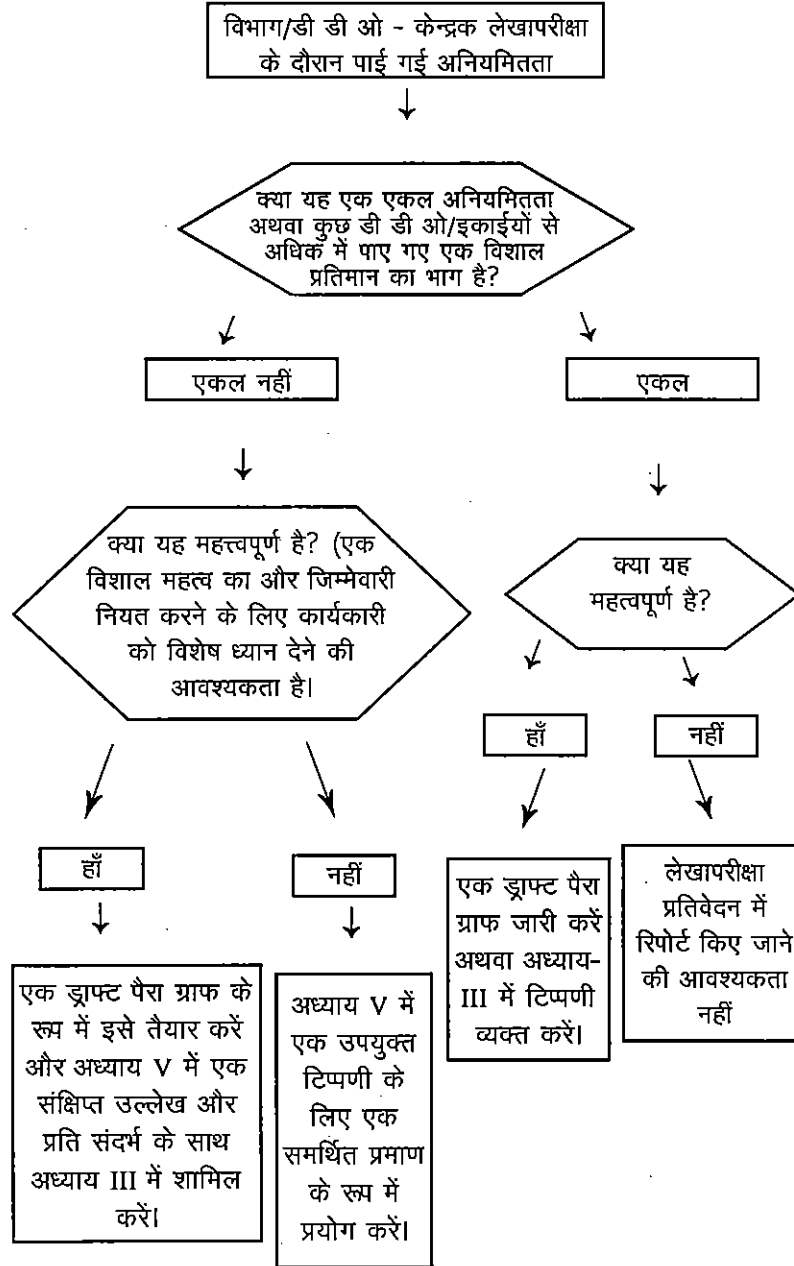 विभाग/डी डी ओ - केन्द्रक लेखापरीक्षा
के दौरान पाई गई अनियमितता
क्या यह एक एकल अनियमितता
अथवा कुछ डी डी ओ/इकाईयों से
अधिक में पाए गए एक विशाल
प्रतिमान का भाग है?
एकल नहीं
एकल
क्या यह महत्त्वपूर्ण है? (एक
विशाल महत्व का और जिम्मेवारी
नियत करने के लिए कार्यकारी
को विशेष ध्यान देने की
आवश्यकता है।
क्या यह
महत्वपूर्ण है?
हाँ
नहीं
हाँ
नहीं
एक ड्राफ्ट पैरा ग्राफ के
रूप में इसे तैयार करें
और अध्याय V में एक
संक्षिप्त उल्लेख और
प्रति संदर्भ के साथ
अध्याय III में शामिल
करें।
अध्याय V में
एक उपयुक्त
टिप्पणी के
लिए एक
समर्थित प्रमाण
के रूप में
प्रयोग करें।
एक ड्राफ्ट पैरा
ग्राफ जारी करें
अथवा अध्याय-
III में टिप्पणी
व्यक्त करें।
लेखापरीक्षा
प्रतिवेदन में
रिपोर्ट किए जाने
की आवश्यकता
नहीं